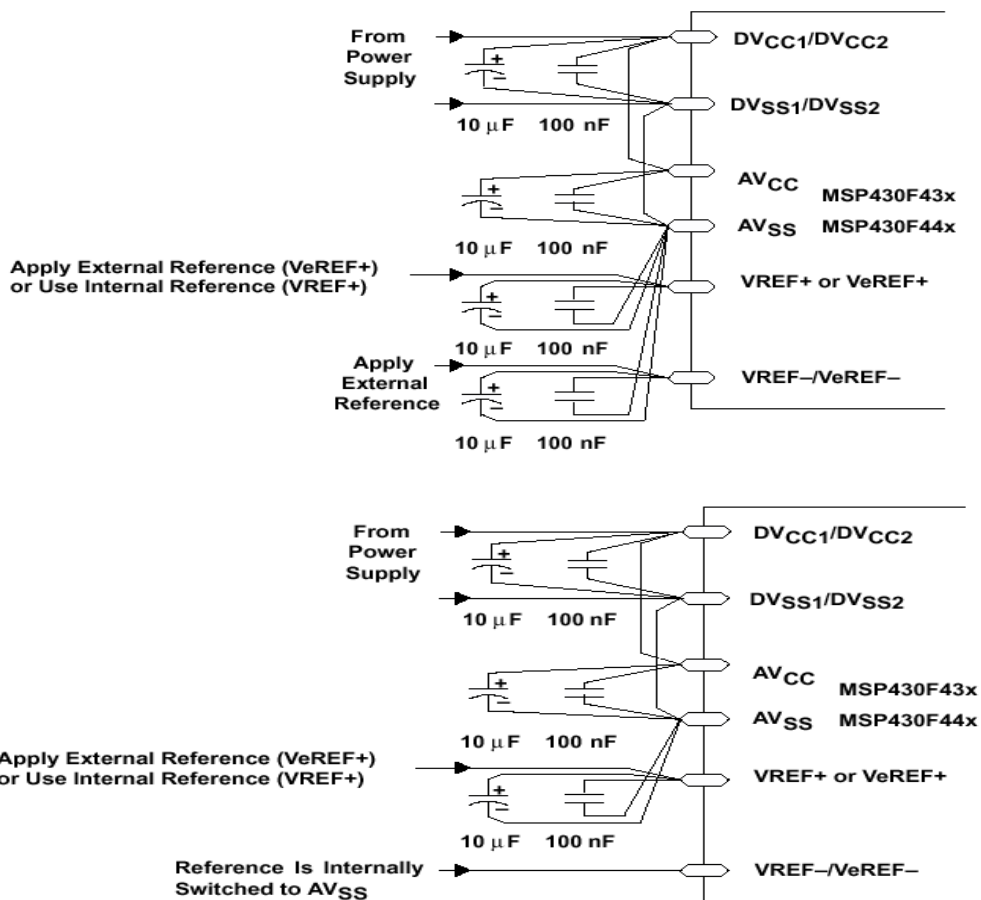 From
Power
Supply
DVCC1/DVCC2
DVSS1/DVSS2
10 μF 100 nF
AVCC
MSP430F43x
AVSS MSP430F44x
10 μF 100 nF
Apply External Reference (VeREF+)
or Use Internal Reference (VREF+)
VREF+ or VeREF+
10 μF 100 nF
Apply
External
Reference
VREF–/VeREF–
10 μF 100 nF
From
Power
Supply
DVCC1/DVCC2
DVSS1/DVSS2
10 μF 100 nF
AVCC
MSP430F43x
AVSS MSP430F44x
10 μF 100 nF
Apply External Reference (VeREF+)
or Use Internal Reference (VREF+)
VREF+ or VeREF+
10 μF 100 nF
Reference Is Internally
Switched to AVSS
VREF–/VeREF–